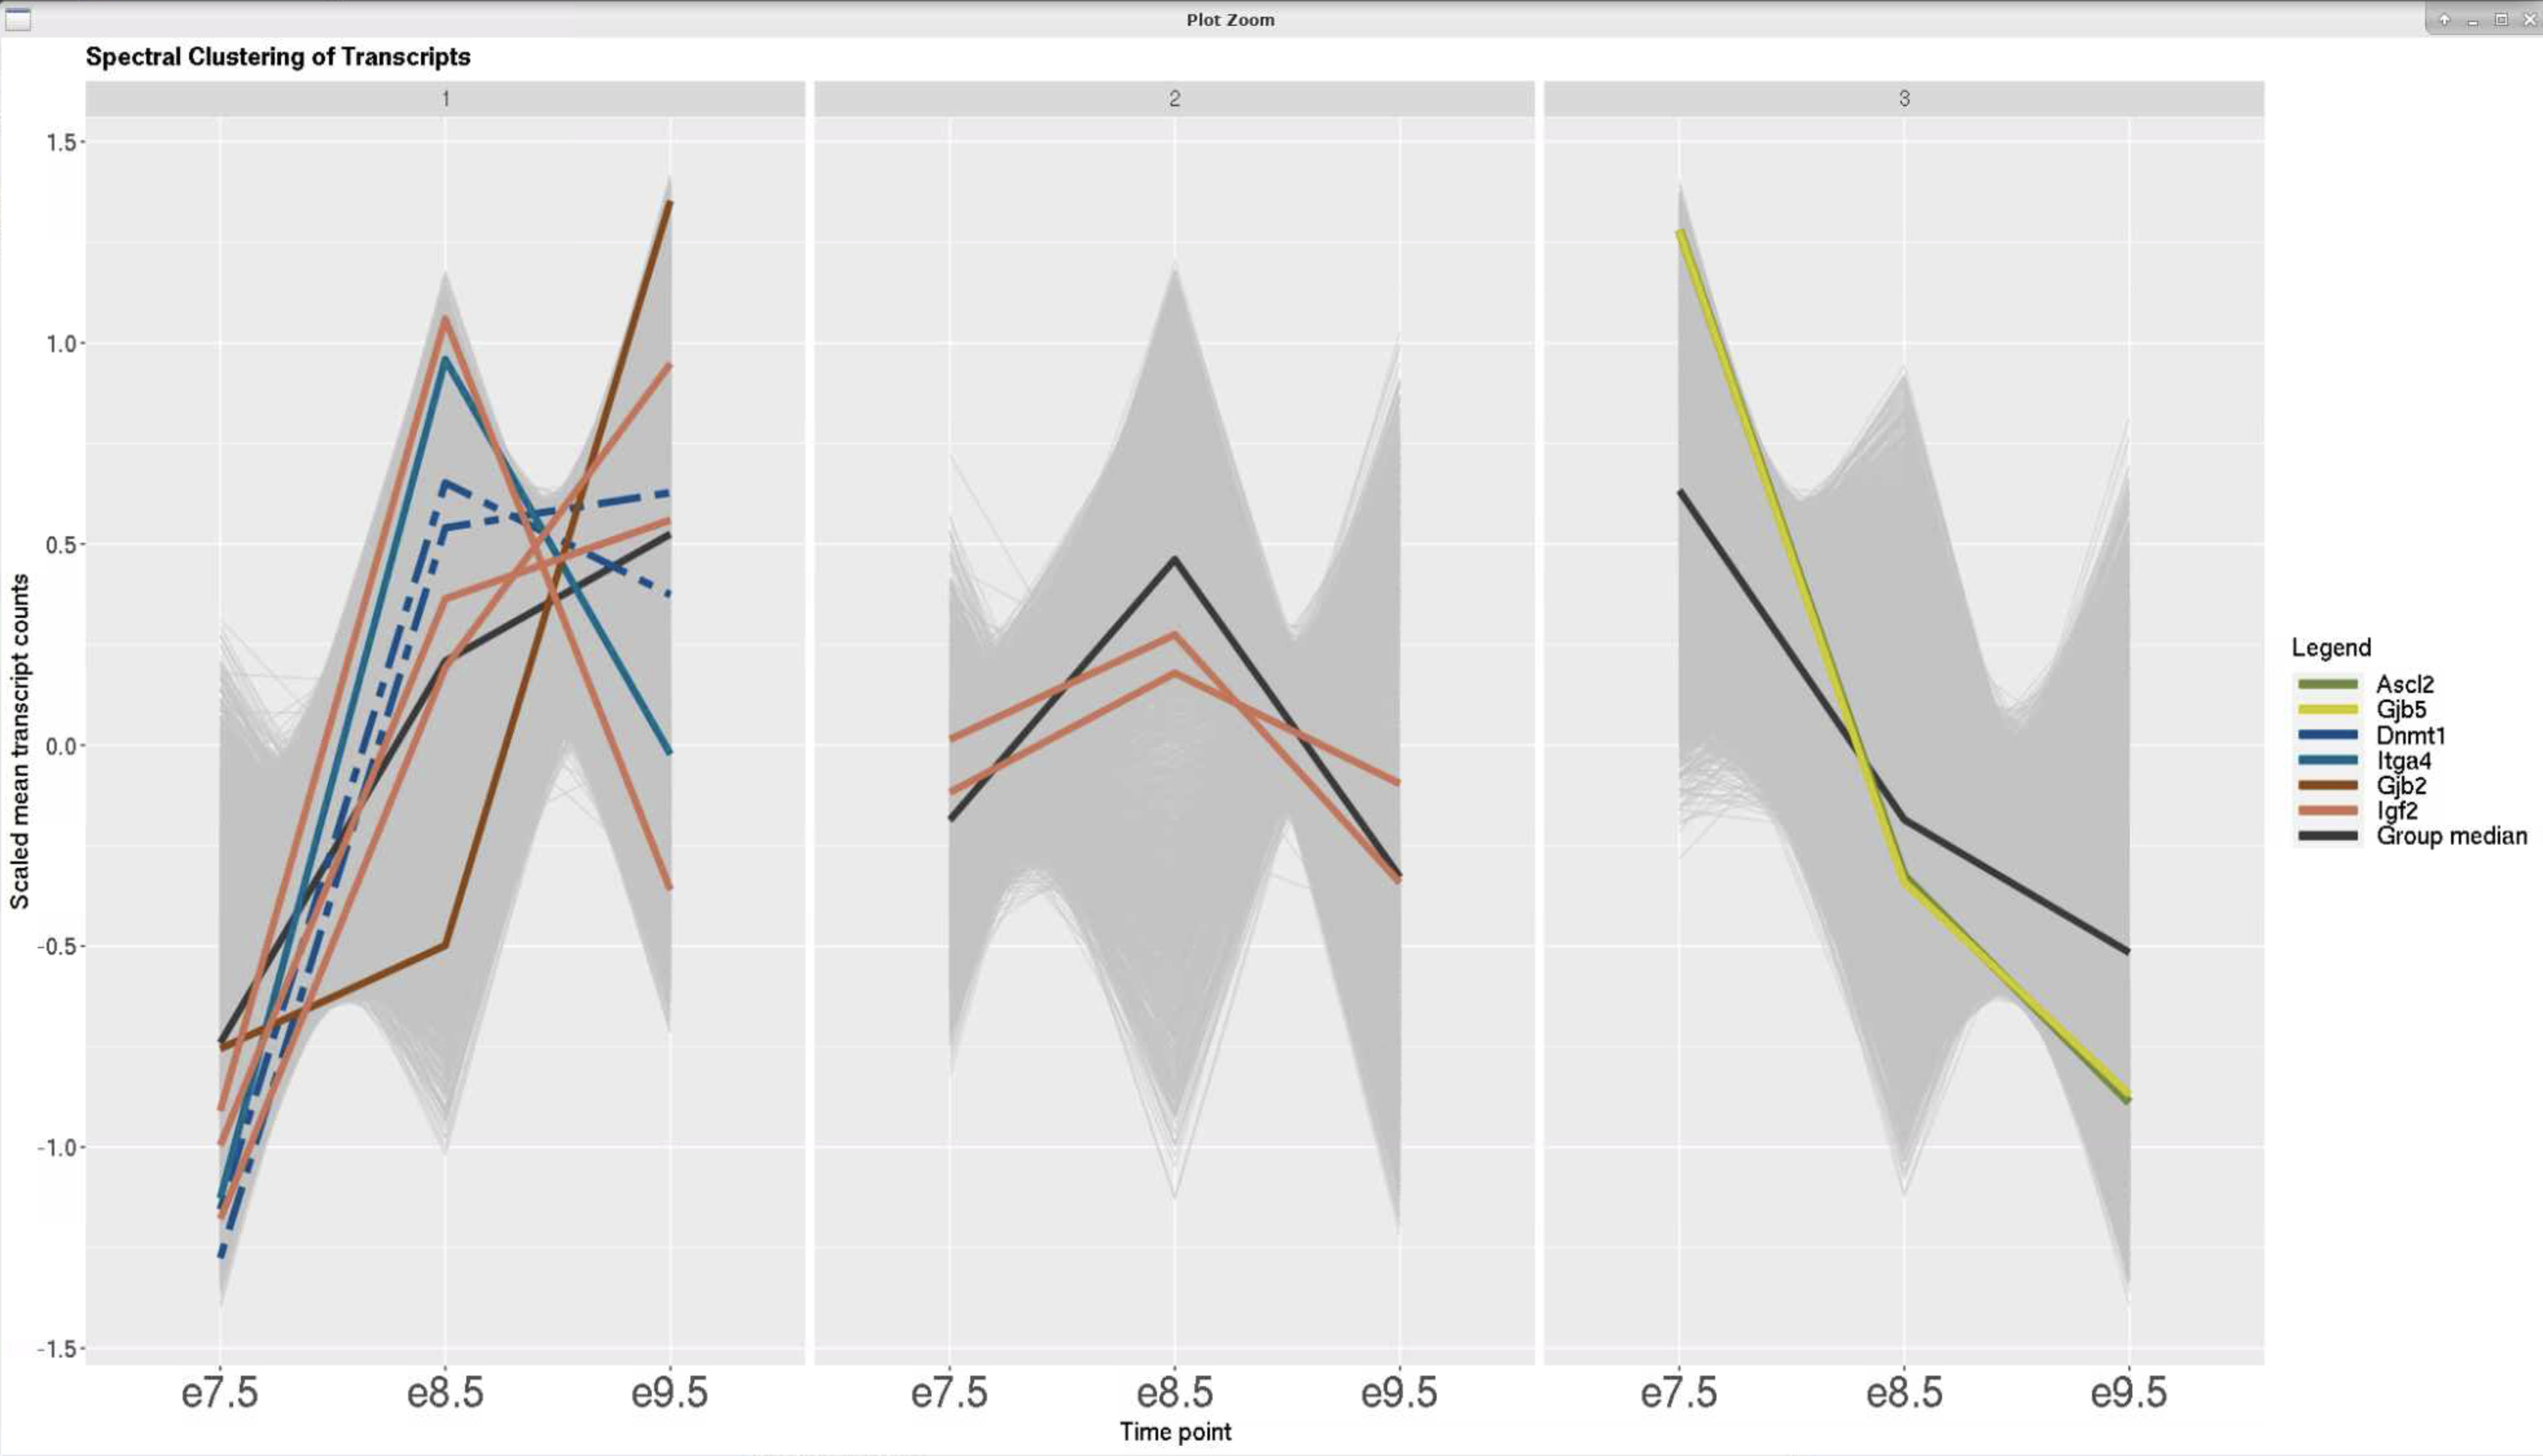 Plot Zoom
Spectral Clustering of Transcripts
1
2
3
1.5
1.0
0.5
0.0
-0.5
-1.0
-1.5
Scaled mean transcript counts
e7.5
e8.5
e9.5
e7.5
e8.5
e9.5
e7.5
e8.5
e9.5
Time point
Legend
Ascl2
Gjb5
Dnmt1
Itga4
Gjb2
Igf2
Group median